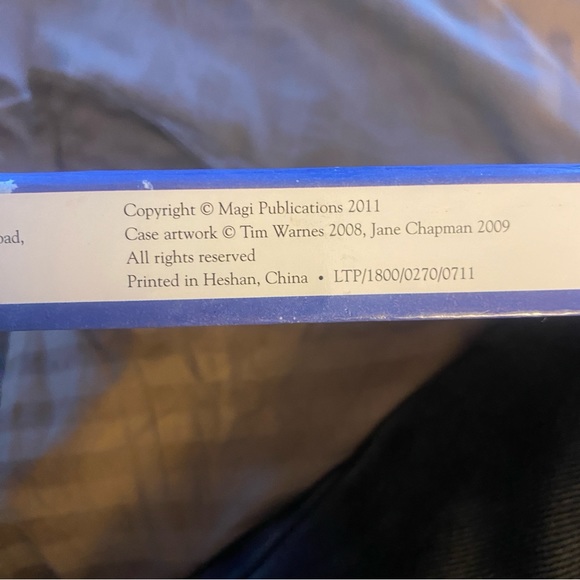 Copyright © Magi Publications 2011
Case artwork © Tim Warnes 2008, Jane Chapman 2009
All rights reserved
Printed in Heshan, China • LTP/1800/0270/0711